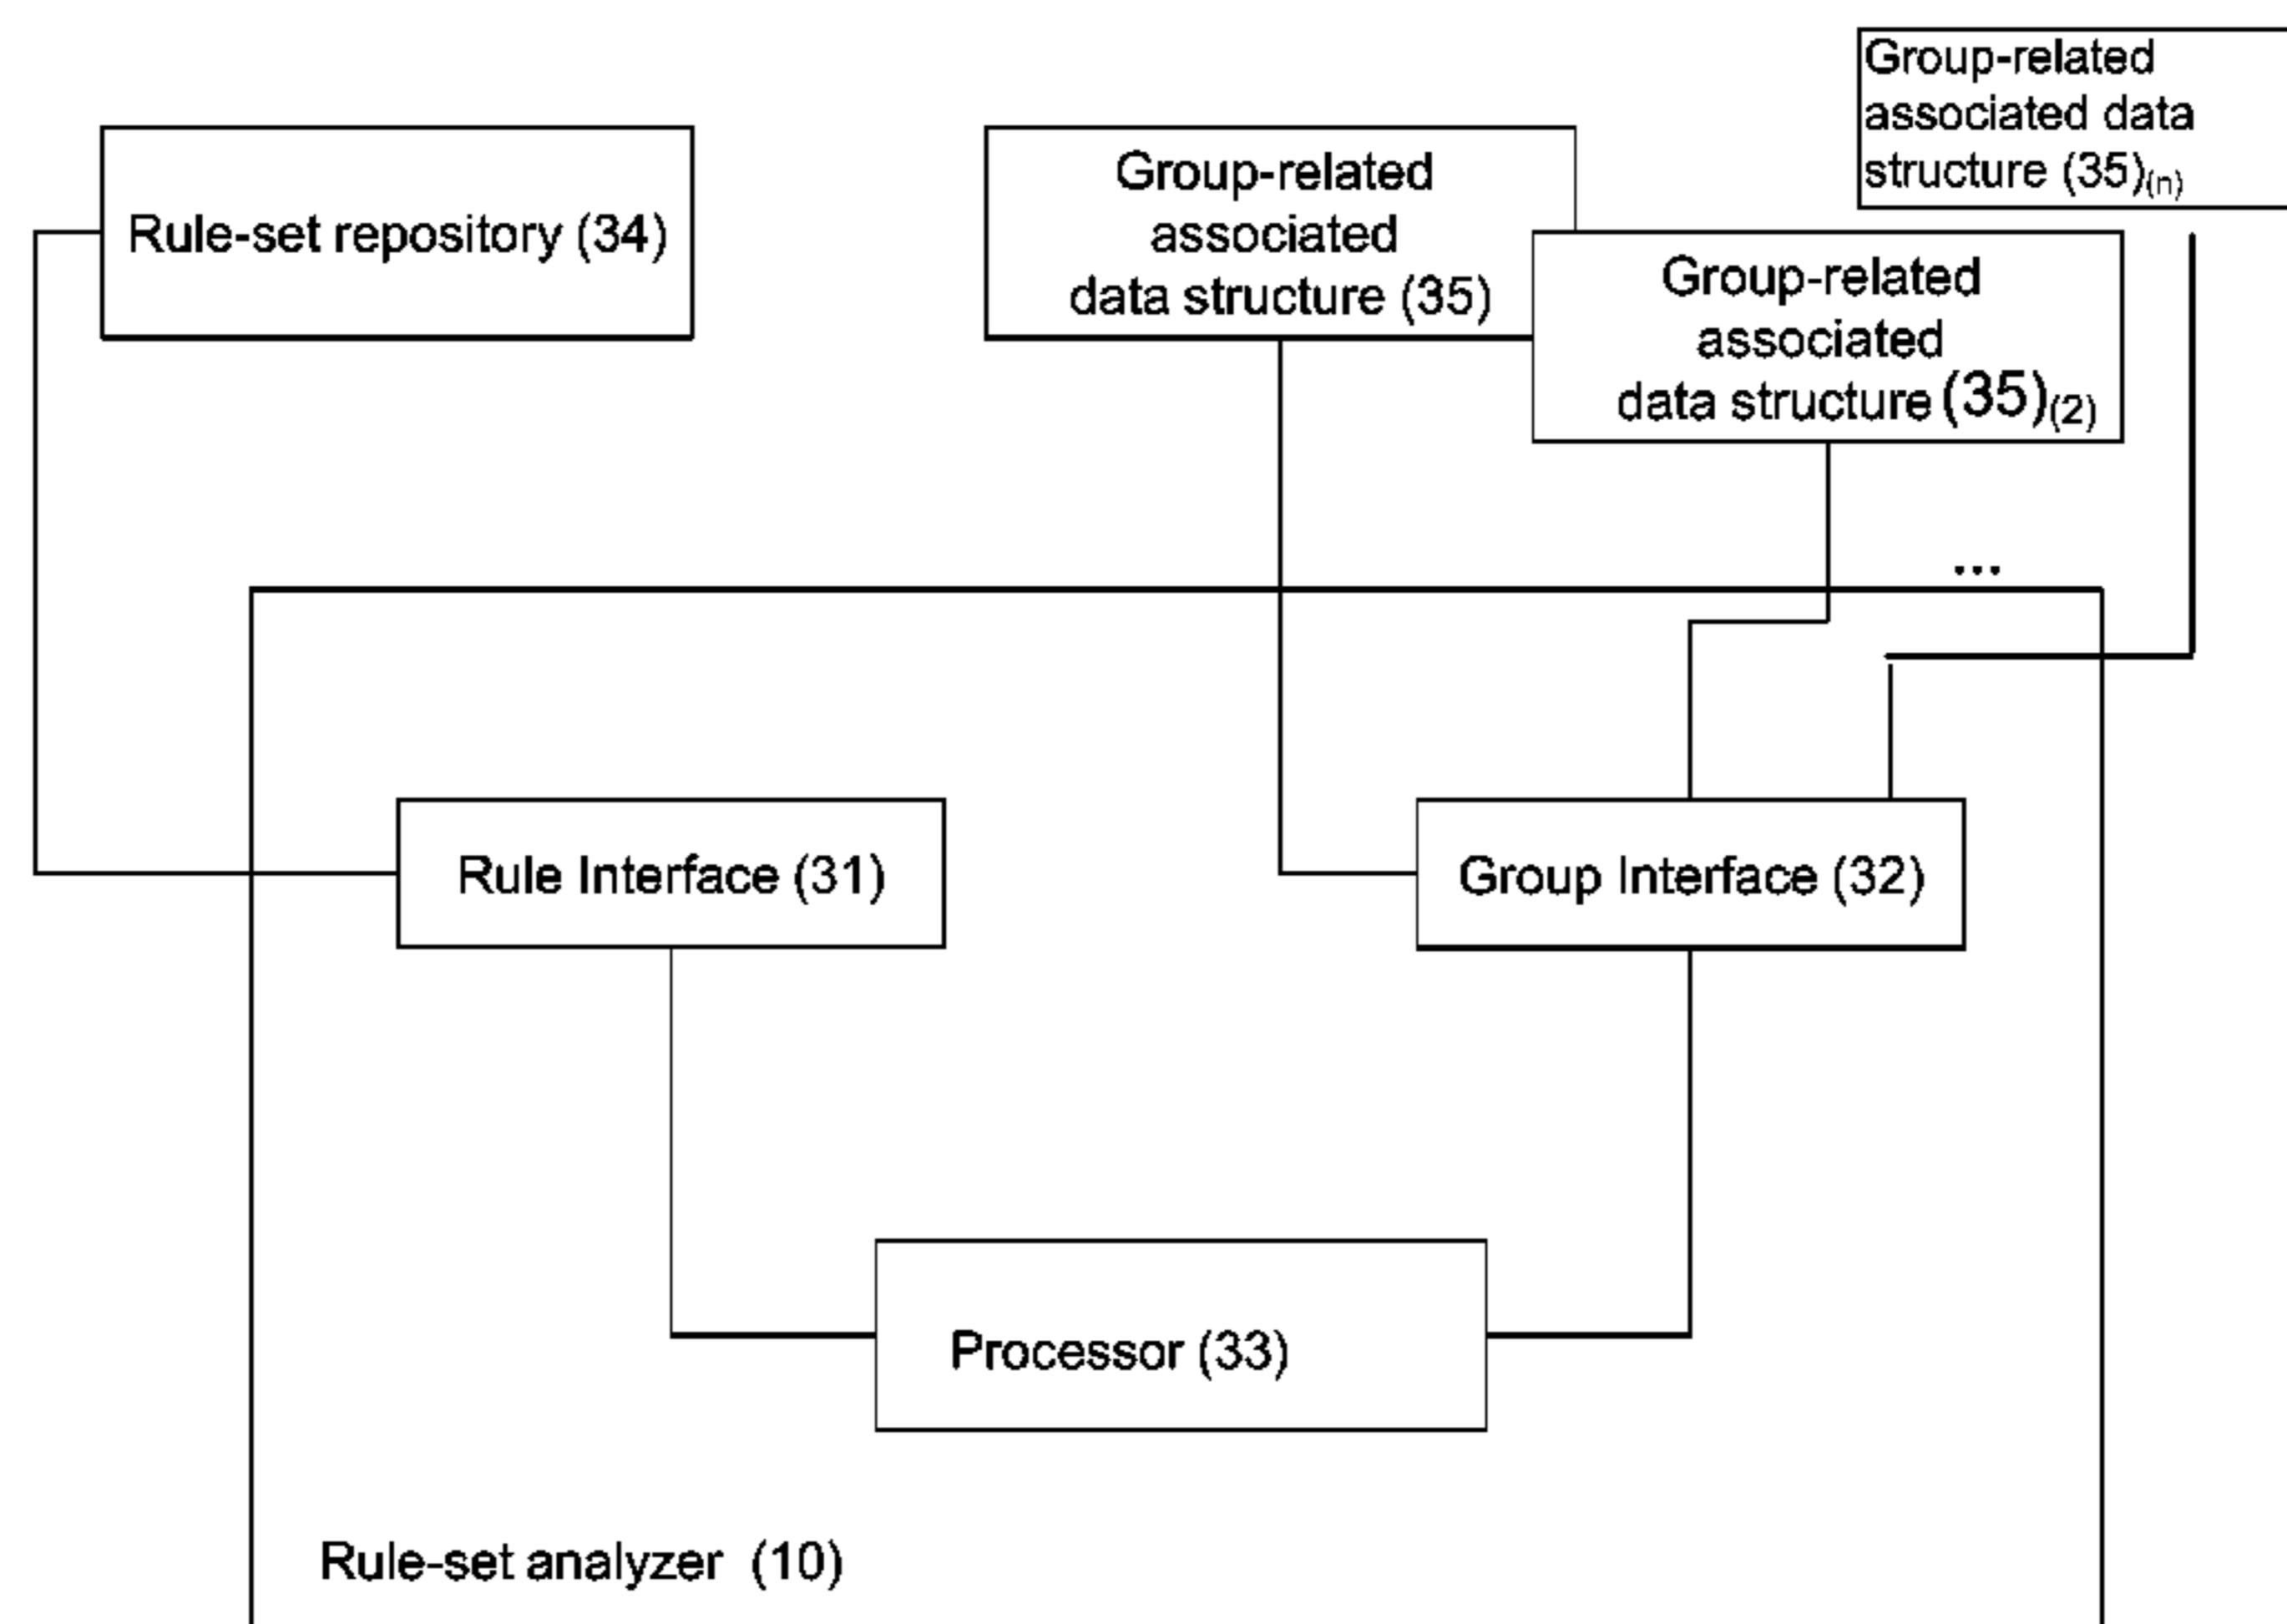 Group-related
associated data
structure (35)(n)
Rule-set repository (34)
Group-related
associated
data structure (35)
Group-related
associated
data structure (35)(2)
...
Rule Interface (31)
Group Interface (32)
Processor (33)
Rule-set analyzer (10)